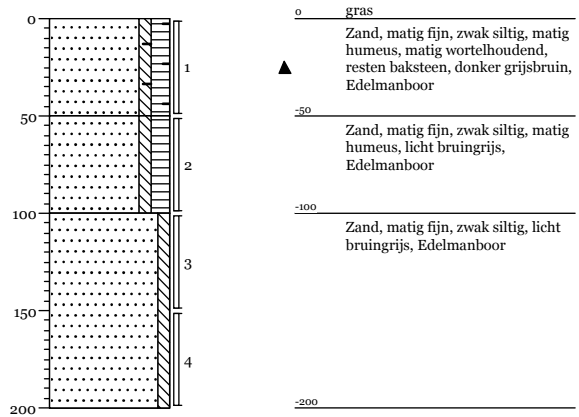 0
50
100
150
200
1
2
3
4
0 gras
Zand, matig fijn, zwak siltig, matig
humeus, matig wortelhoudend,
resten baksteen, donker grijsbruin,
Edelmanboor
-50
Zand, matig fijn, zwak siltig, matig
humeus, licht bruingrijs,
Edelmanboor
-100
Zand, matig fijn, zwak siltig, licht
bruingrijs, Edelmanboor
-200